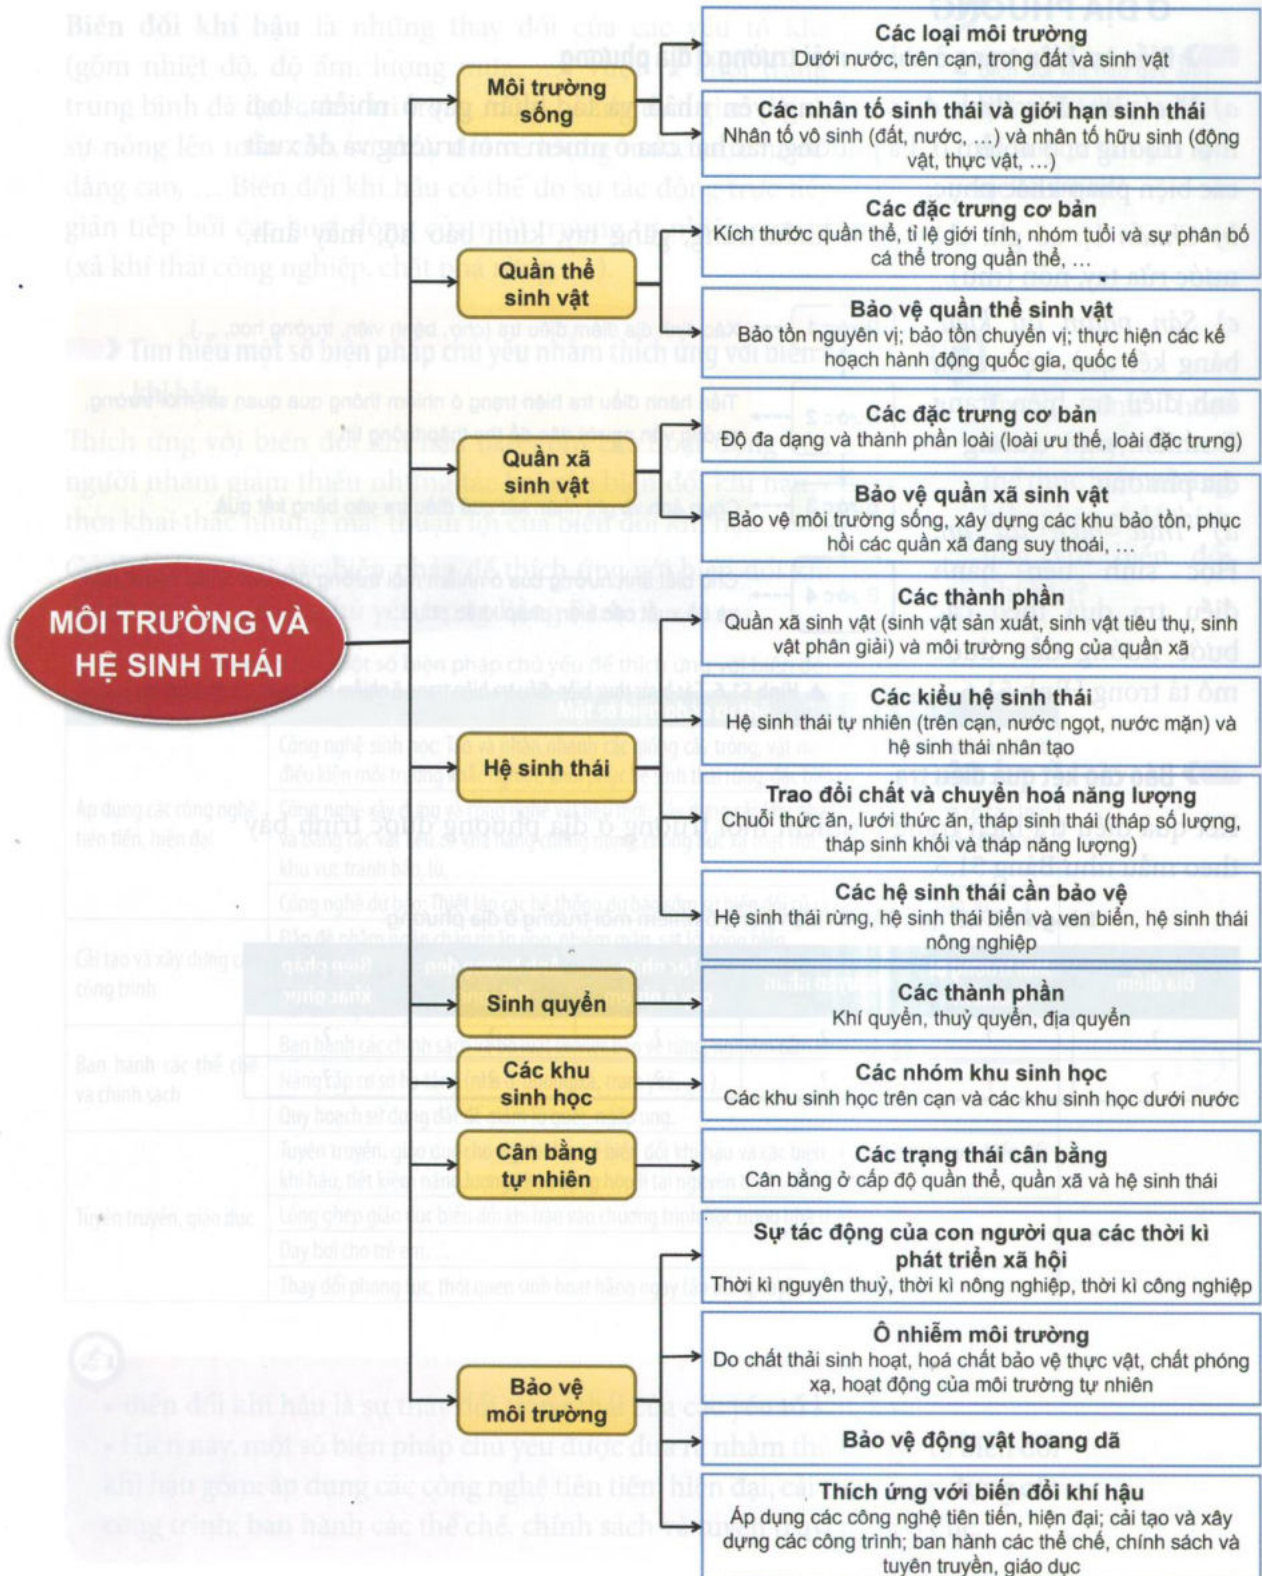 MÔI TRƯỜNG VÀ
HỆ SINH THÁI
Môi trường
sống
Các loại môi trường
Dưới nước, trên cạn, trong đất và sinh vật
Các nhân tố sinh thái và giới hạn sinh thái
Nhân tố vô sinh (đất, nước, ...) và nhân tố hữu sinh (động
vật, thực vật, ...)
Quần thể
sinh vật
Các đặc trưng cơ bản
Kích thước quần thể, tỉ lệ giới tính, nhóm tuổi và sự phân bố
cá thể trong quần thể, ...
Bảo vệ quần thể sinh vật
Bảo tồn nguyên vị; bảo tồn chuyển vị; thực hiện các kế
hoạch hành động quốc gia, quốc tế
Quần xã
sinh vật
Các đặc trưng cơ bản
Độ đa dạng và thành phần loài (loài ưu thế, loài đặc trưng)
Bảo vệ quần xã sinh vật
Bảo vệ môi trường sống, xây dựng các khu bảo tồn, phục
hồi các quần xã đang suy thoái, ...
Hệ sinh thái
Các thành phần
Quần xã sinh vật (sinh vật sản xuất, sinh vật tiêu thụ, sinh
vật phân giải) và môi trường sống của quần xã
Các kiểu hệ sinh thái
Hệ sinh thái tự nhiên (trên cạn, nước ngọt, nước mặn) và
hệ sinh thái nhân tạo
Trao đổi chất và chuyển hoá năng lượng
Chuỗi thức ăn, lưới thức ăn, tháp sinh thái (tháp số lượng,
tháp sinh khối và tháp năng lượng)
Các hệ sinh thái cần bảo vệ
Hệ sinh thái rừng, hệ sinh thái biển và ven biển, hệ sinh thái
nông nghiệp
Sinh quyển
Các thành phần
Khí quyển, thuỷ quyển, địa quyển
Các khu
sinh học
Các nhóm khu sinh học
Các khu sinh học trên cạn và các khu sinh học dưới nước
Cân bằng
tự nhiên
Các trạng thái cân bằng
Cân bằng ở cấp độ quần thể, quần xã và hệ sinh thái
Bảo vệ
môi trường
Sự tác động của con người qua các thời kì
phát triển xã hội
Thời kì nguyên thuỷ, thời kì nông nghiệp, thời kì công nghiệp
Ô nhiễm môi trường
Do chất thải sinh hoạt, hoá chất bảo vệ thực vật, chất phóng
xạ, hoạt động của môi trường tự nhiên
Bảo vệ động vật hoang dã
Thích ứng với biến đổi khí hậu
Áp dụng các công nghệ tiên tiến, hiện đại; cải tạo và xây
dựng các công trình; ban hành các thể chế, chính sách và
tuyên truyền, giáo dục